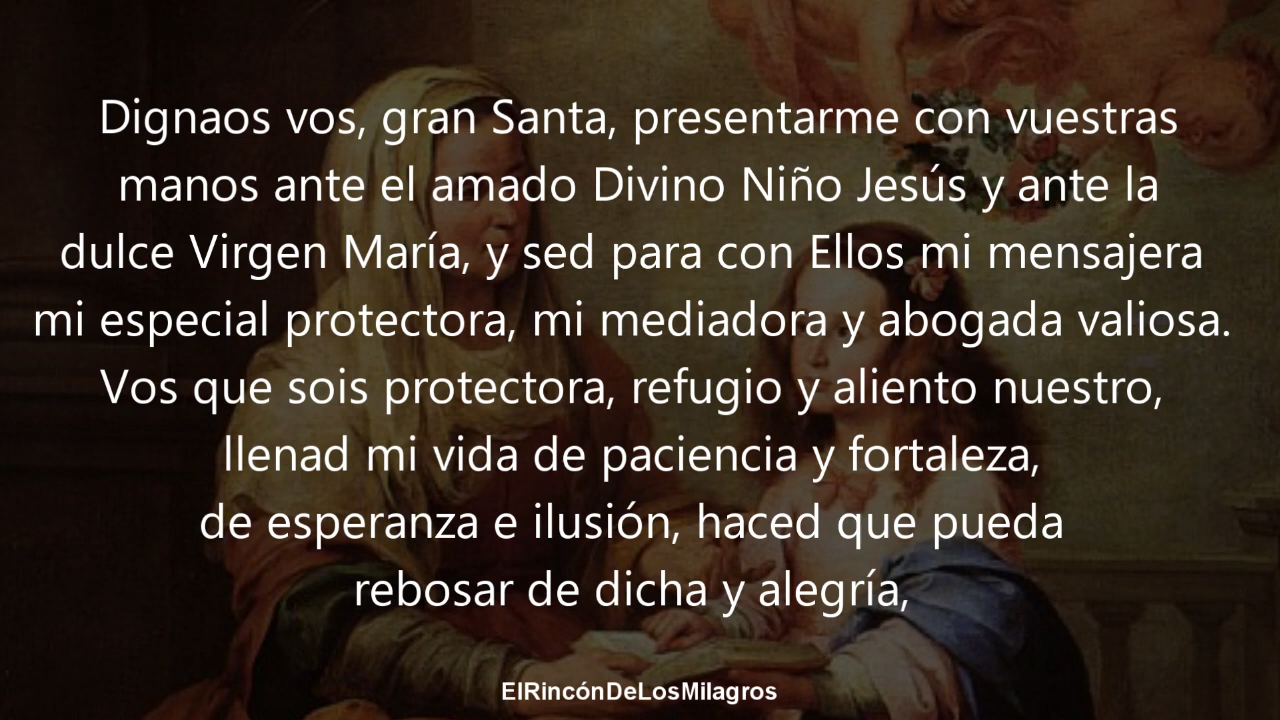 Dignaos vos, gran Santa, presentarme con vuestras
manos ante el amado Divino Niño Jesús y ante la
dulce Virgen María, y sed para con Ellos mi mensajera
mi especial protectora, mi mediadora y abogada valiosa.
Vos que sois protectora, refugio y aliento nuestro,
llenad mi vida de paciencia y fortaleza,
de esperanza e ilusión, haced que pueda
rebosar de dicha y alegría,
ElRincónDeLosMilagros